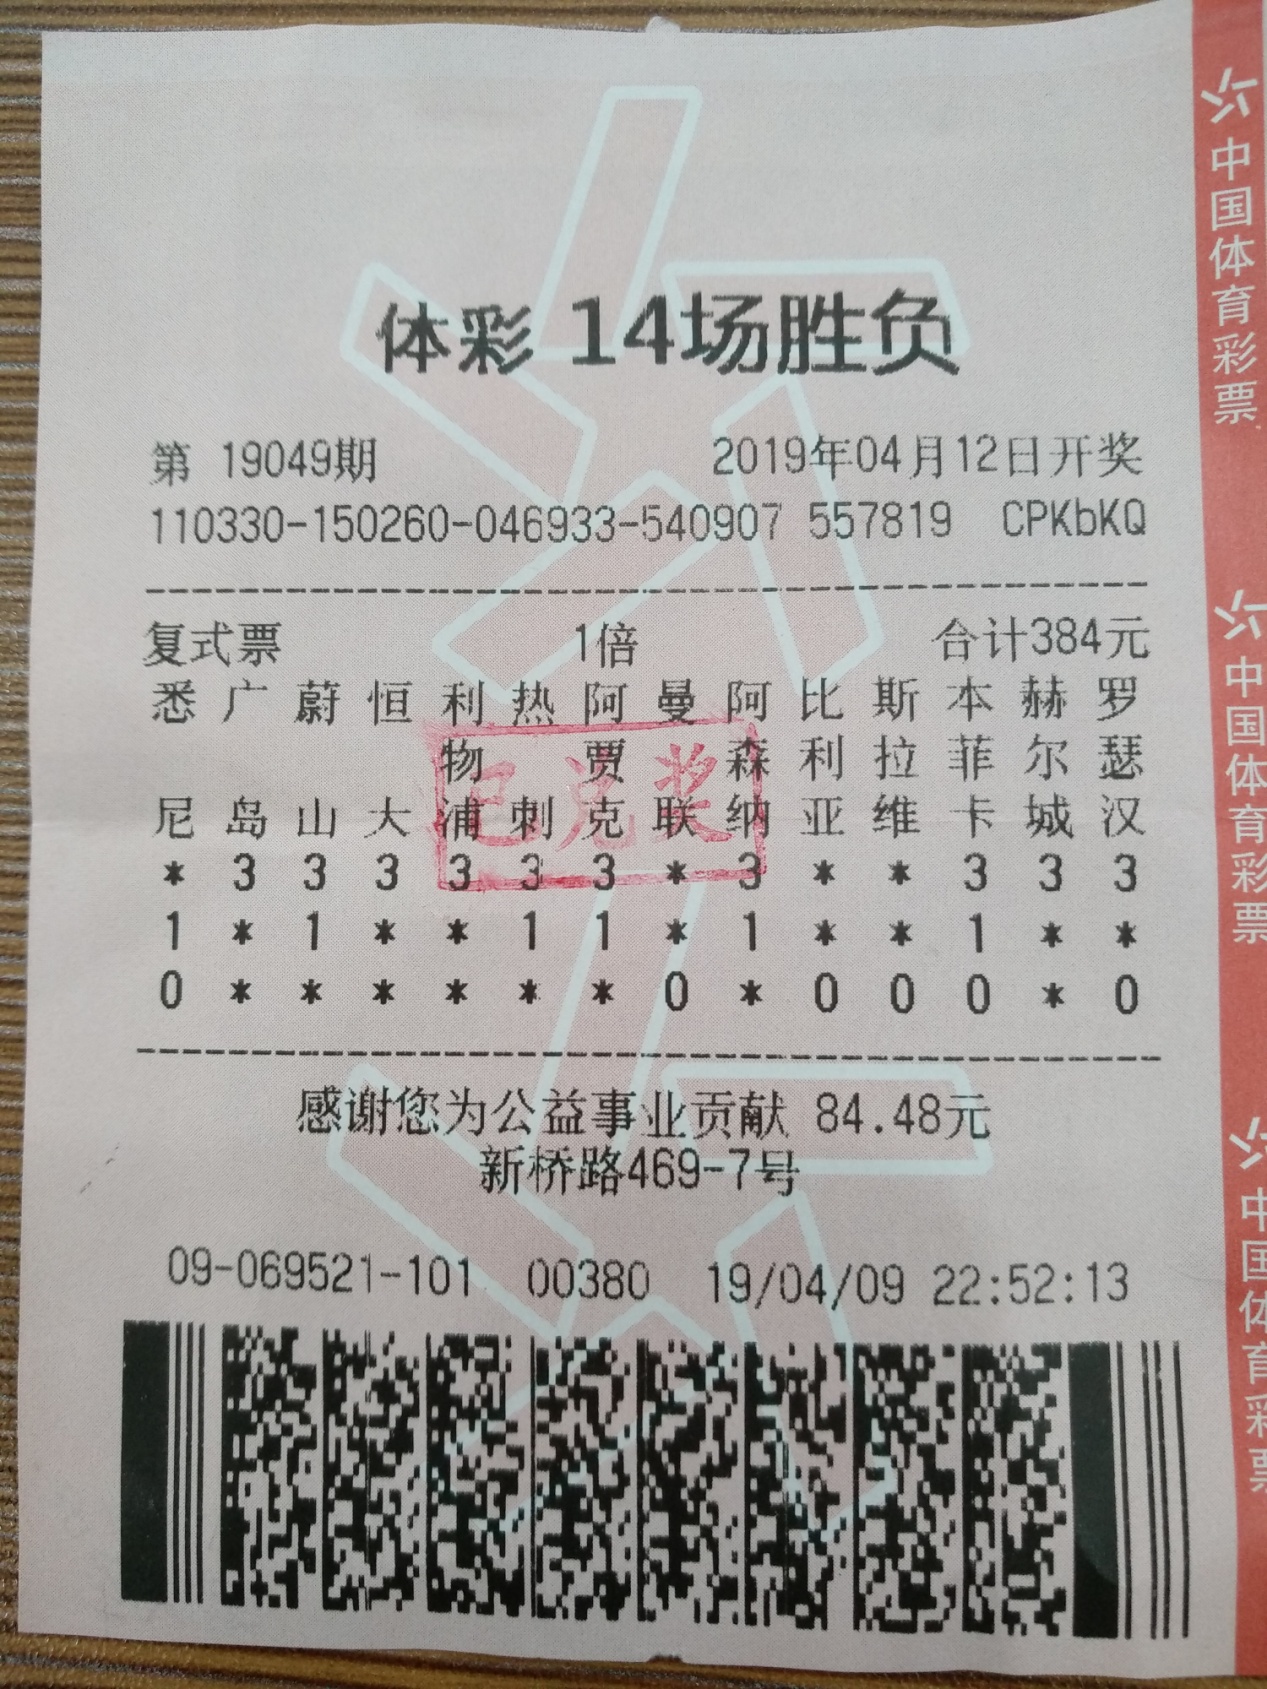 体彩 14场胜负
第 19049期 2019年04月12日开奖
110330-150260-046933-540907 557819 CPKbKQ
复式票 1倍 合计384元
悉 广 蔚 恒 利 热 阿 曼 阿 比 斯 本 赫 罗
物 贾 森 利 拉 菲 尔 瑟
尼 岛 山 大 浦 刺 克 联 纳 亚 维 卡 城 汉
* 3 3 3 3 3 3 * 3 * * 3 3 3
1 * 1 * * 1 1 * 1 * * 1 * *
0 * * * * * * 0 * 0 0 0 * 0
已兑奖
感谢您为公益事业贡献 84.48元
新桥路469-7号
09-069521-101 00380 19/04/09 22:52:13
中国体育彩票
中国体育彩票
中国体育彩票